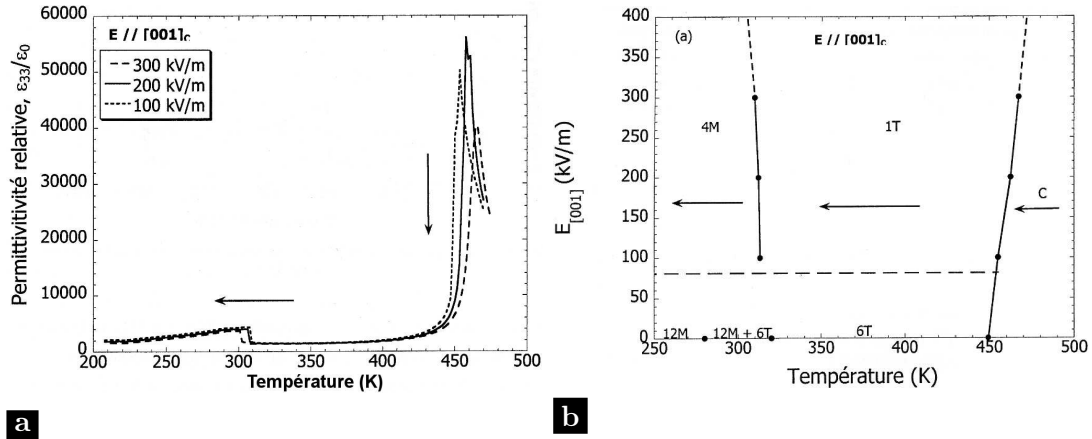 E // [001]c
300 kV/m
200 kV/m
100 kV/m
Permittivitivité relative, ε33/ε0
60000
50000
40000
30000
20000
10000
0
200 250 300 350 400 450 500
Température (K)
a
(a)
E // [001]c
4M
1T
C
12M
12M + 6T
6T
E[001] (kV/m)
400
350
300
250
200
150
100
50
0
250 300 350 400 450 500
Température (K)
b